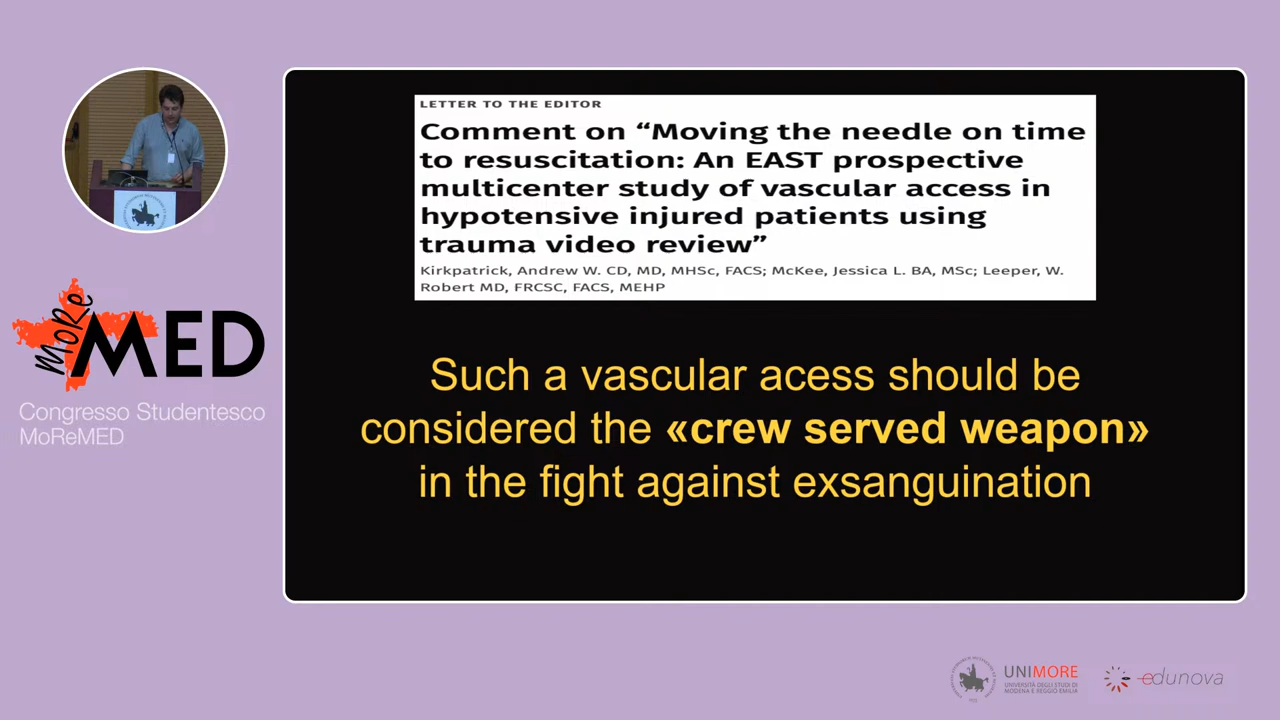 LETTER TO THE EDITOR
Comment on “Moving the needle on time
to resuscitation: An EAST prospective
multicenter study of vascular access in
hypotensive injured patients using
trauma video review”
Kirkpatrick, Andrew W. CD, MD, MHSc, FACS; McKee, Jessica L. BA, MSc; Leeper, W.
Robert MD, FRCSC, FACS, MEHP
Such a vascular acess should be
considered the «crew served weapon»
in the fight against exsanguination
MoRe
MED
Congresso Studentesco
MoReMED
UNIMORE
UNIVERSITÀ DEGLI STUDI DI
MODENA E REGGIO EMILIA
edunova